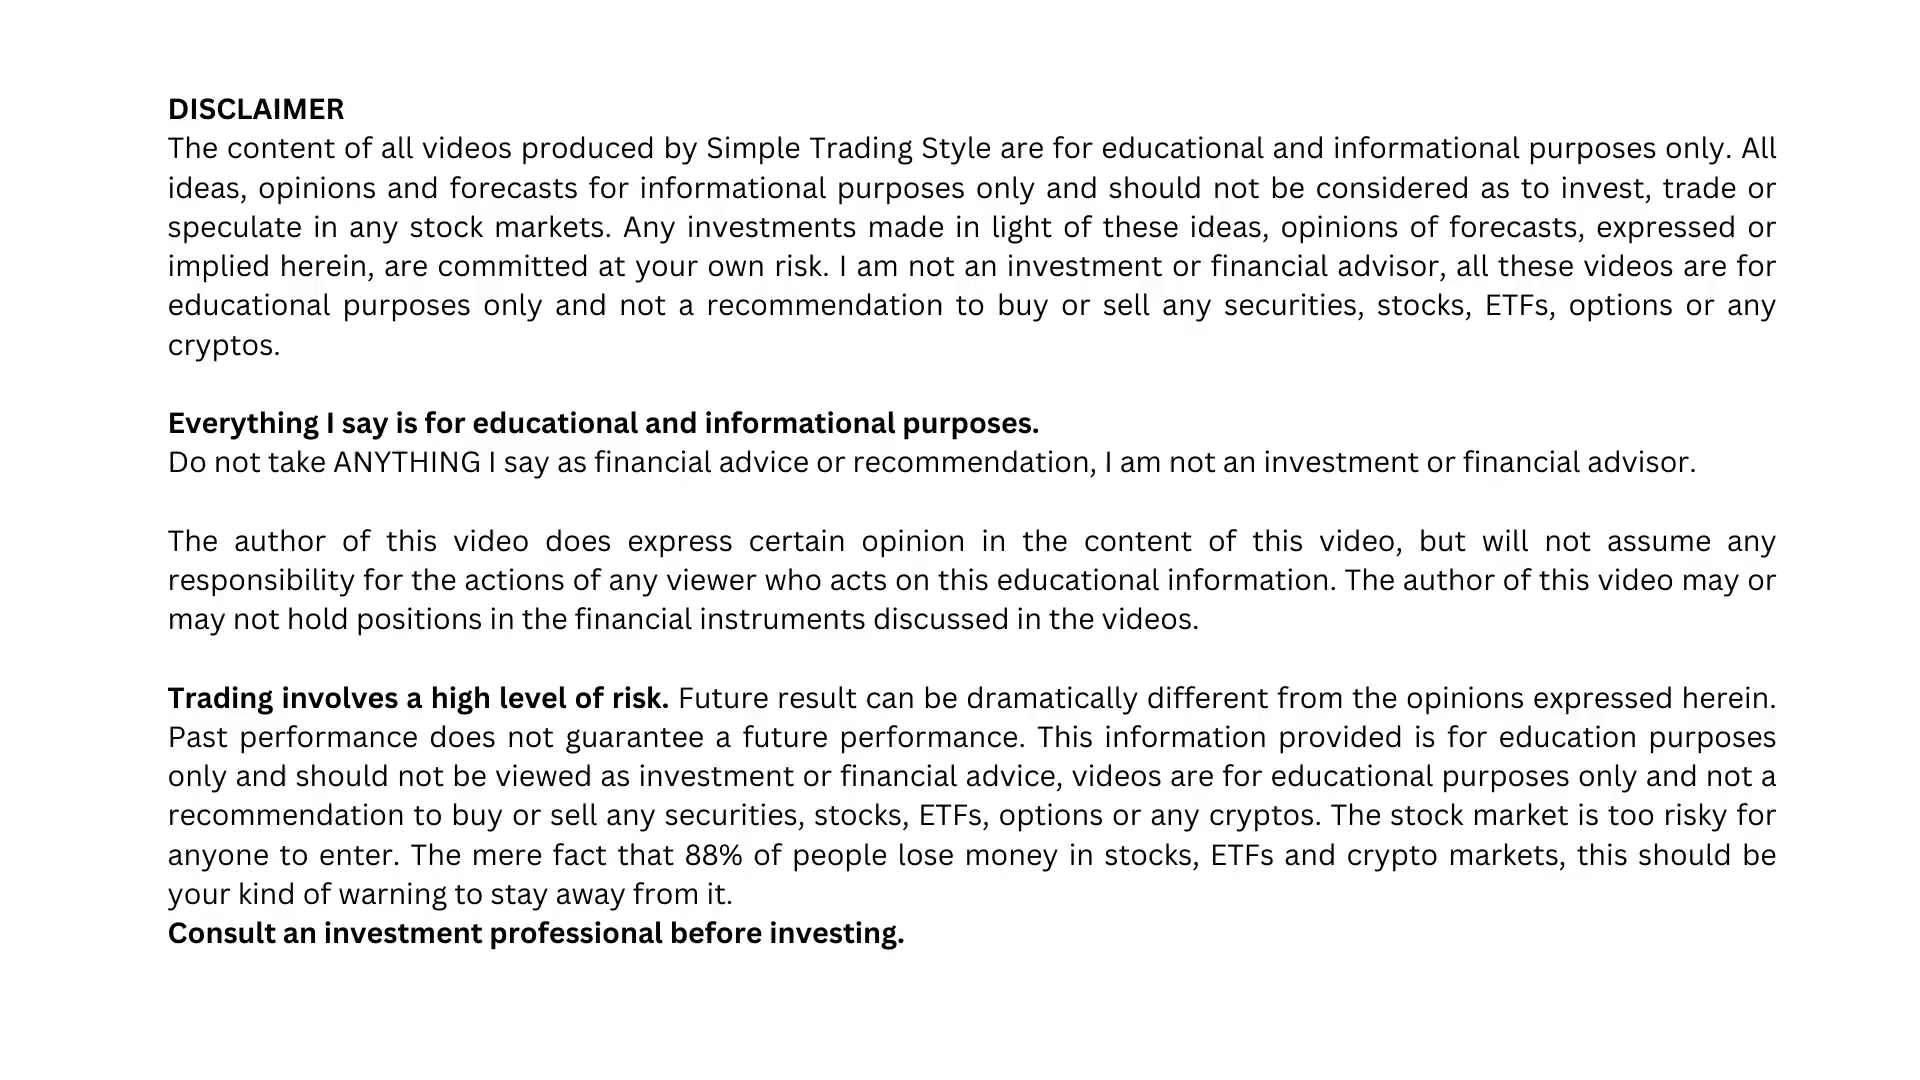 DISCLAIMER
The content of all videos produced by Simple Trading Style are for educational and informational purposes only. All
ideas, opinions and forecasts for informational purposes only and should not be considered as to invest, trade or
speculate in any stock markets. Any investments made in light of these ideas, opinions of forecasts, expressed or
implied herein, are committed at your own risk. I am not an investment or financial advisor, all these videos are for
educational purposes only and not a recommendation to buy or sell any securities, stocks, ETFs, options or any
cryptos.
Everything I say is for educational and informational purposes.
Do not take ANYTHING I say as financial advice or recommendation, I am not an investment or financial advisor.
The author of this video does express certain opinion in the content of this video, but will not assume any
responsibility for the actions of any viewer who acts on this educational information. The author of this video may or
may not hold positions in the financial instruments discussed in the videos.
Trading involves a high level of risk. Future result can be dramatically different from the opinions expressed herein.
Past performance does not guarantee a future performance. This information provided is for education purposes
only and should not be viewed as investment or financial advice, videos are for educational purposes only and not a
recommendation to buy or sell any securities, stocks, ETFs, options or any cryptos. The stock market is too risky for
anyone to enter. The mere fact that 88% of people lose money in stocks, ETFs and crypto markets, this should be
your kind of warning to stay away from it.
Consult an investment professional before investing.